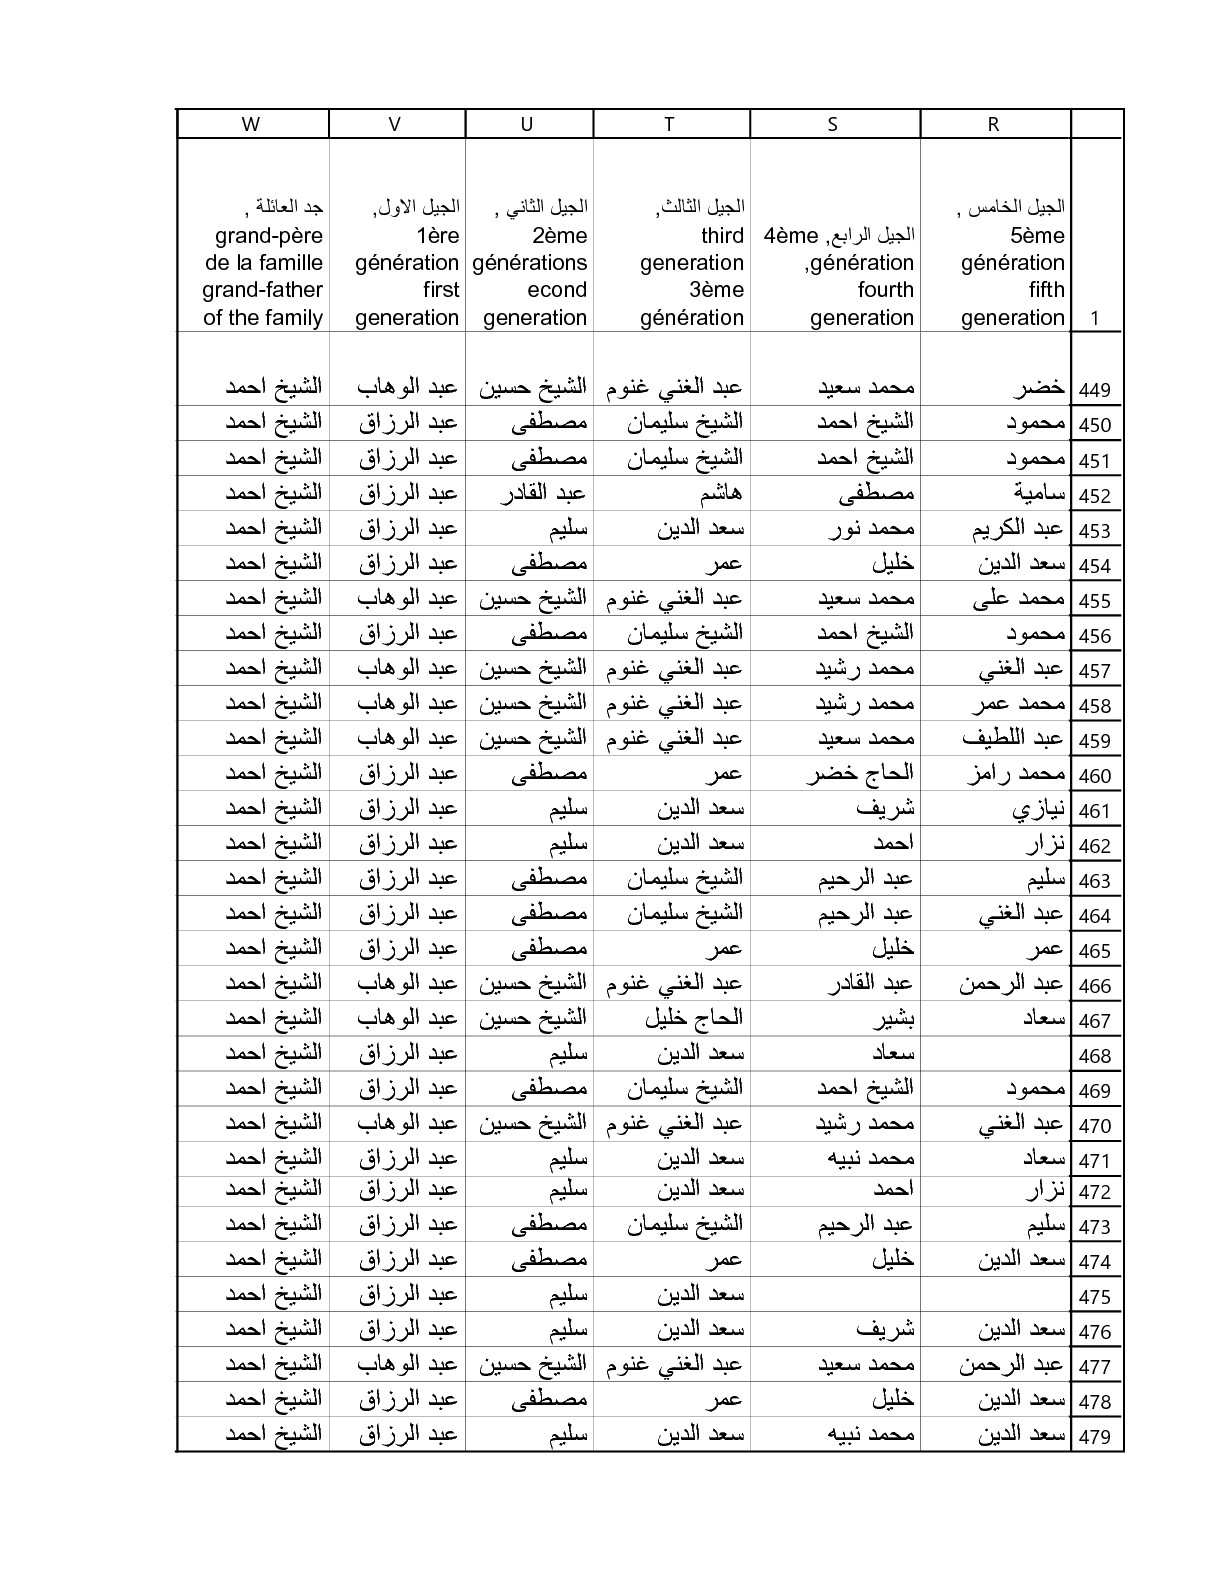 W V U T S R
جد العائلة , grand-père de la famille grand-father of the family
الجيل الاول, 1ère génération first generation
الجيل الثاني , 2ème générations econd generation
الجيل الثالث, third generation 3ème génération
الجيل الرابع, 4ème génération, fourth generation
الجيل الخامس , 5ème génération fifth generation
1
449 خضر محمد سعيد عبد الغني غنوم الشيخ حسين عبد الوهاب الشيخ احمد
450 محمود الشيخ احمد الشيخ سليمان مصطفى عبد الرزاق الشيخ احمد
451 محمود الشيخ احمد الشيخ سليمان مصطفى عبد الرزاق الشيخ احمد
452 سامية مصطفى هاشم عبد القادر عبد الرزاق الشيخ احمد
453 عبد الكريم محمد نور سعد الدين سليم عبد الرزاق الشيخ احمد
454 سعد الدين خليل عمر مصطفى عبد الرزاق الشيخ احمد
455 محمد على محمد سعيد عبد الغني غنوم الشيخ حسين عبد الوهاب الشيخ احمد
456 محمود الشيخ احمد الشيخ سليمان مصطفى عبد الرزاق الشيخ احمد
457 عبد الغني محمد رشيد عبد الغني غنوم الشيخ حسين عبد الوهاب الشيخ احمد
458 محمد عمر محمد رشيد عبد الغني غنوم الشيخ حسين عبد الوهاب الشيخ احمد
459 عبد اللطيف محمد سعيد عبد الغني غنوم الشيخ حسين عبد الوهاب الشيخ احمد
460 محمد رامز الحاج خضر عمر مصطفى عبد الرزاق الشيخ احمد
461 نيازي شريف سعد الدين سليم عبد الرزاق الشيخ احمد
462 نزار احمد سعد الدين سليم عبد الرزاق الشيخ احمد
463 سليم عبد الرحيم الشيخ سليمان مصطفى عبد الرزاق الشيخ احمد
464 عبد الغني عبد الرحيم الشيخ سليمان مصطفى عبد الرزاق الشيخ احمد
465 عمر خليل عمر مصطفى عبد الرزاق الشيخ احمد
466 عبد الرحمن عبد القادر عبد الغني غنوم الشيخ حسين عبد الوهاب الشيخ احمد
467 سعاد بشير الحاج خليل الشيخ حسين عبد الوهاب الشيخ احمد
468 سعاد سعد الدين سليم عبد الرزاق الشيخ احمد
469 محمود الشيخ احمد الشيخ سليمان مصطفى عبد الرزاق الشيخ احمد
470 عبد الغني محمد رشيد عبد الغني غنوم الشيخ حسين عبد الوهاب الشيخ احمد
471 سعاد محمد نبيه سعد الدين سليم عبد الرزاق الشيخ احمد
472 نزار احمد سعد الدين سليم عبد الرزاق الشيخ احمد
473 سليم عبد الرحيم الشيخ سليمان مصطفى عبد الرزاق الشيخ احمد
474 سعد الدين خليل عمر مصطفى عبد الرزاق الشيخ احمد
475 سعد الدين سليم عبد الرزاق الشيخ احمد
476 سعد الدين شريف سعد الدين سليم عبد الرزاق الشيخ احمد
477 عبد الرحمن محمد سعيد عبد الغني غنوم الشيخ حسين عبد الوهاب الشيخ احمد
478 سعد الدين خليل عمر مصطفى عبد الرزاق الشيخ احمد
479 سعد الدين محمد نبيه سعد الدين سليم عبد الرزاق الشيخ احمد